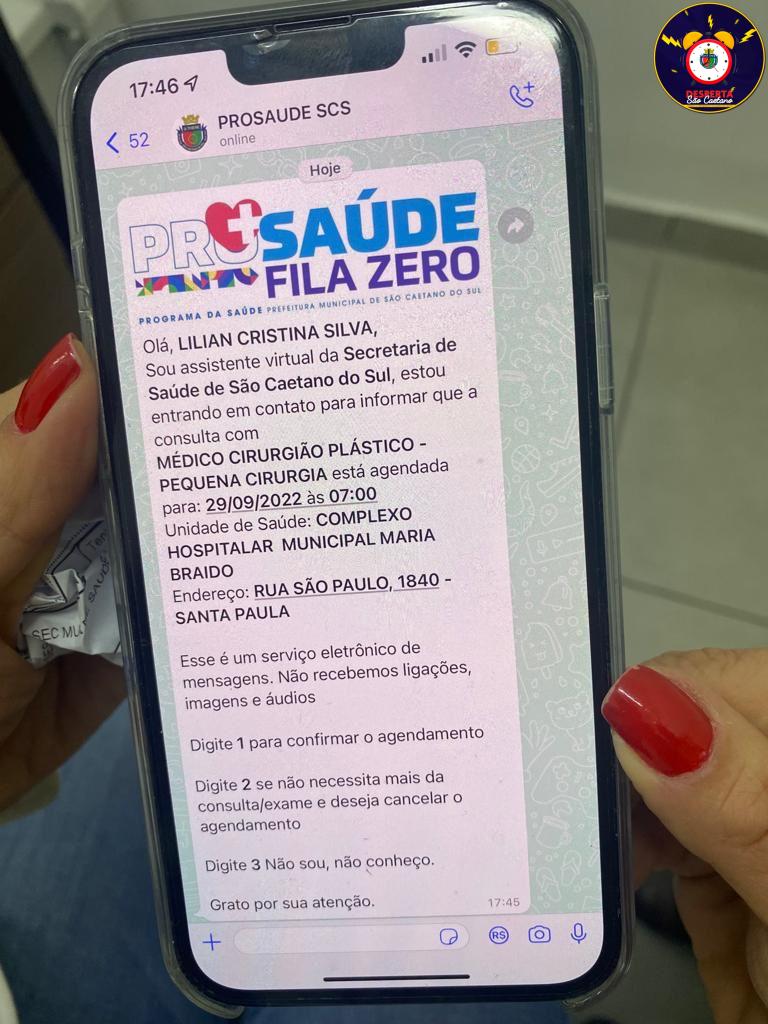 17:46
52
PROSAUDE SCS
online
Hoje
PROSAÚDE
FILA ZERO
PROGRAMA DA SAÚDE PREFEITURA MUNICIPAL DE SÃO CAETANO DO SUL
Olá, LILIAN CRISTINA SILVA,
Sou assistente virtual da Secretaria de
Saúde de São Caetano do Sul, estou
entrando em contato para informar que a
consulta com
MÉDICO CIRURGIÃO PLÁSTICO -
PEQUENA CIRURGIA está agendada
para: 29/09/2022 às 07:00
Unidade de Saúde: COMPLEXO
HOSPITALAR MUNICIPAL MARIA
BRAIDO
Endereço: RUA SÃO PAULO, 1840 -
SANTA PAULA
Esse é um serviço eletrônico de
mensagens. Não recebemos ligações,
imagens e áudios
Digite 1 para confirmar o agendamento
Digite 2 se não necessita mais da
consulta/exame e deseja cancelar o
agendamento
Digite 3 Não sou, não conheço.
Grato por sua atenção.
17:45
R$
DESPERTA
São Caetano
SAÚDE
SEC MU